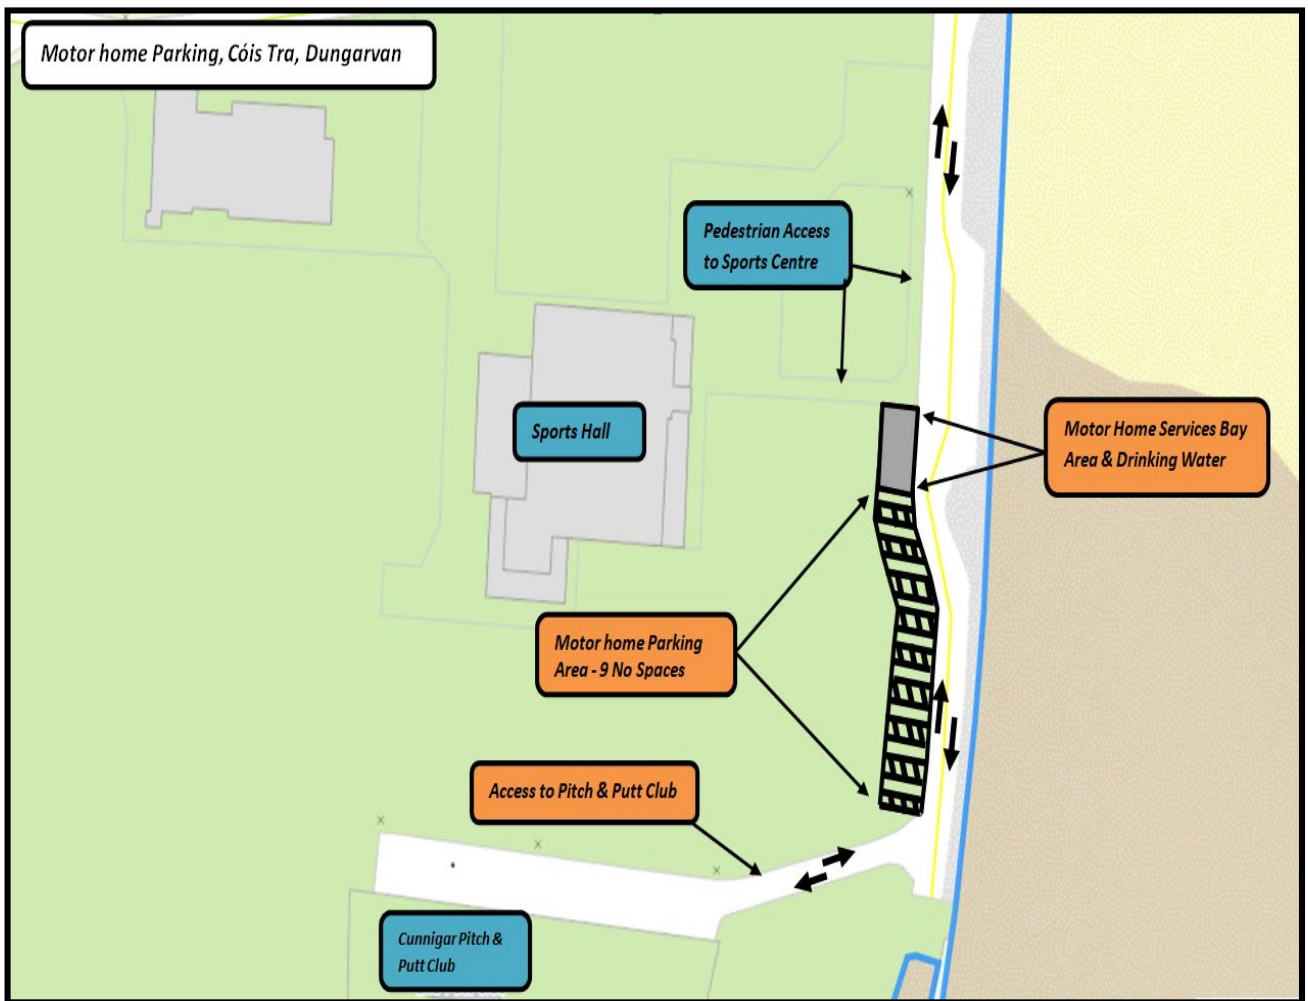 Motor home Parking, Cóis Tra, Dungarvan
Pedestrian Access
to Sports Centre
Sports Hall
Motor Home Services Bay
Area & Drinking Water
Motor home Parking
Area - 9 No Spaces
Access to Pitch & Putt Club
Cunnigar Pitch &
Putt Club